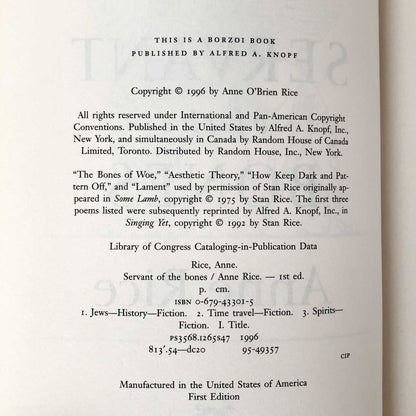 THIS IS A BORZOI BOOK
PUBLISHED BY ALFRED A. KNOPF
Copyright © 1996 by Anne O'Brien Rice
All rights reserved under International and Pan-American Copyright
Conventions. Published in the United States by Alfred A. Knopf, Inc.,
New York, and simultaneously in Canada by Random House of Canada
Limited, Toronto. Distributed by Random House, Inc., New York.
"The Bones of Woe," "Aesthetic Theory," "How Keep Dark and Pat-
tern Off," and "Lament" used by permission of Stan Rice originally ap-
peared in Some Lamb, copyright © 1975 by Stan Rice. The first three
poems listed were subsequently reprinted by Alfred A. Knopf, Inc., in
Singing Yet, copyright © 1992 by Stan Rice.
Library of Congress Cataloging-in-Publication Data
Rice, Anne.
Servant of the bones / Anne Rice. — 1st ed.
p. cm.
ISBN 0-679-43301-5
1. Jews—History—Fiction. 2. Time travel—Fiction. 3. Spirits—
Fiction. I. Title.
PS3568.I265S47 1996
813'.54—dc20 95-49357
CIP
Manufactured in the United States of America
First Edition